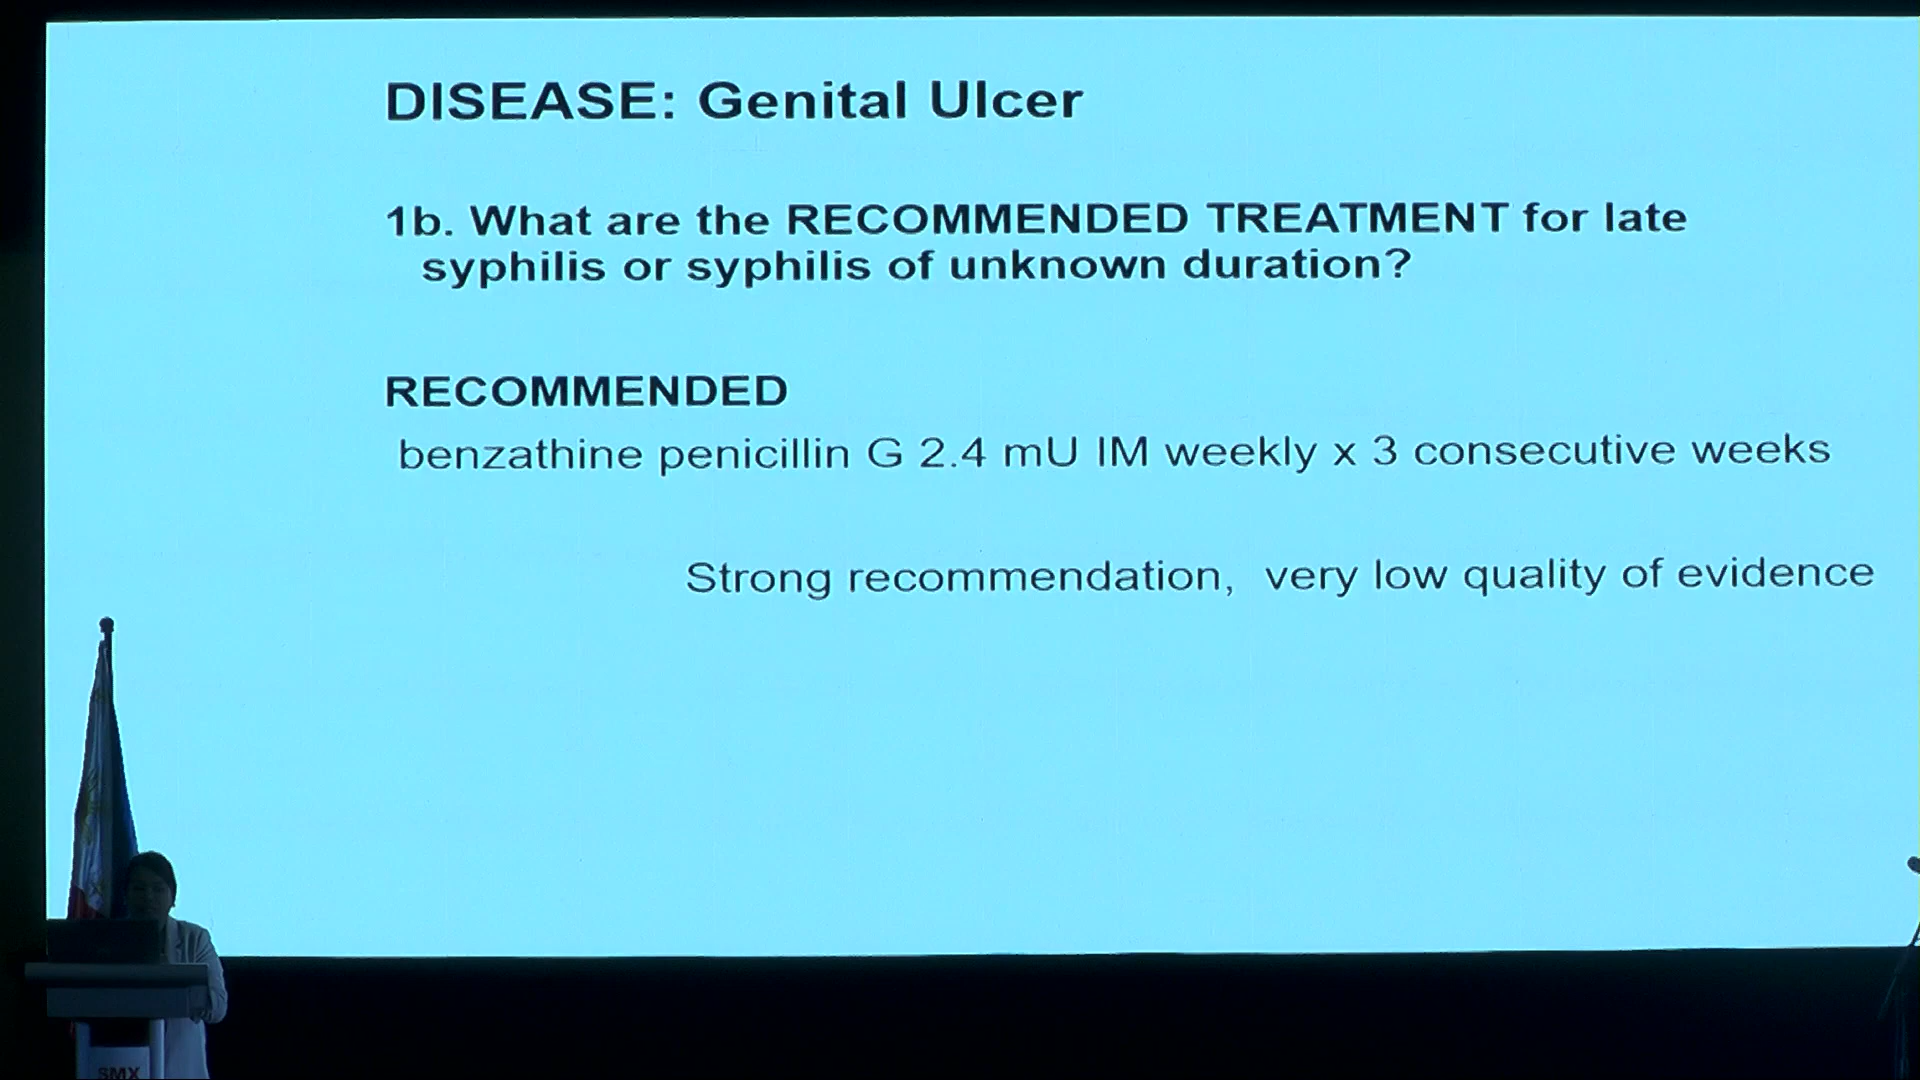 DISEASE: Genital Ulcer
1b. What are the RECOMMENDED TREATMENT for late
syphilis or syphilis of unknown duration?
RECOMMENDED
benzathine penicillin G 2.4 mU IM weekly x 3 consecutive weeks
Strong recommendation, very low quality of evidence
SMX